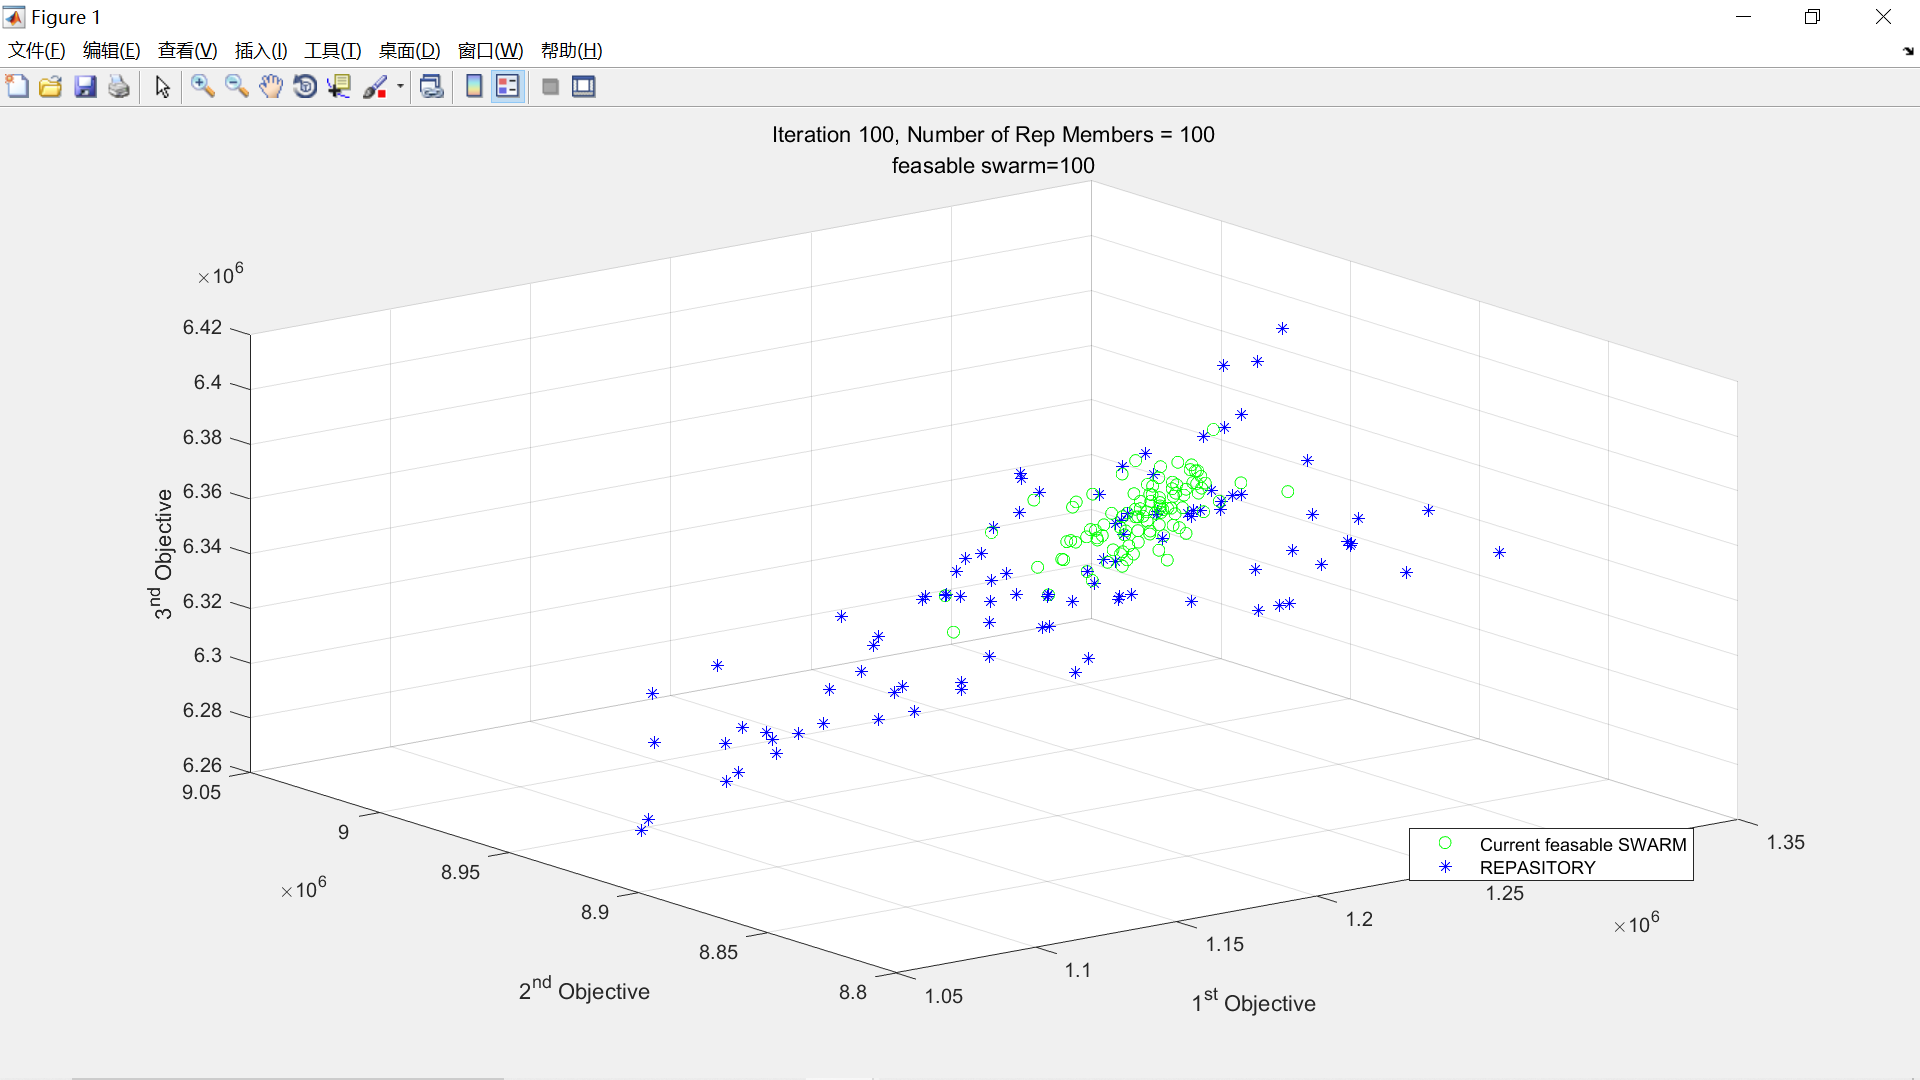 Figure 1
文件(F) 编辑(E) 查看(V) 插入(I) 工具(T) 桌面(D) 窗口(W) 帮助(H)
Iteration 100, Number of Rep Members = 100
feasable swarm=100
×10^6
6.42
6.4
6.38
6.36
6.34
6.32
6.3
6.28
6.26
3^nd Objective
9.05
9
8.95
8.9
8.85
8.8
×10^6
2^nd Objective
1.05
1.1
1.15
1.2
1.25
1.35
×10^6
1^st Objective
Current feasable SWARM
REPASITORY